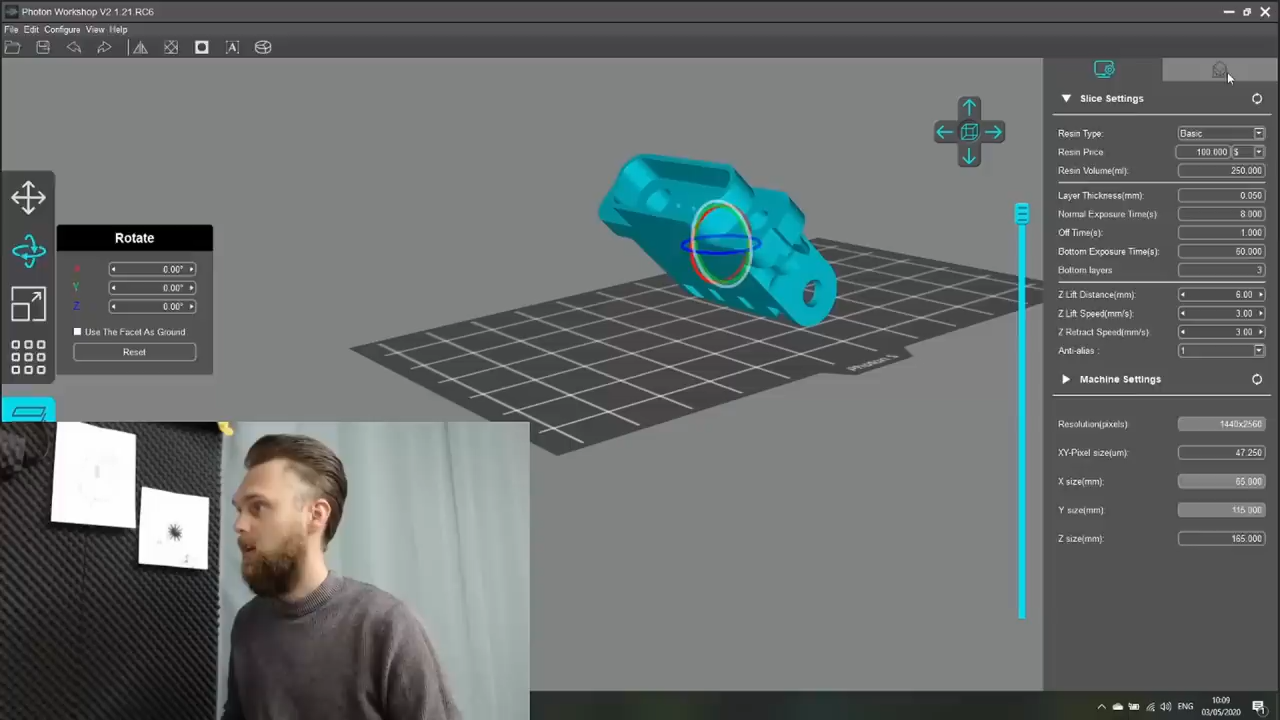 Photon Workshop V2 1.21.RC6
File Edit Configure View Help
Slice Settings
Resin Type: Basic
Resin Price: 100.000 $
Resin Volume(ml): 250.000
Layer Thickness(mm): 0.050
Normal Exposure Time(s) 8.000
Off Time(s): 1.000
Bottom Exposure Time(s): 60.000
Bottom layers 3
Z Lift Distance(mm): 6.00
Z Lift Speed(mm/s): 3.00
Z Retract Speed(mm/s): 3.00
Anti-alias : 1
Machine Settings
Resolution(pixels): 1440x2560
XY-Pixel size(um): 47.250
X size(mm): 65.000
Y size(mm): 115.000
Z size(mm): 165.000
Rotate
X 0.00°
Y 0.00°
Z 0.00°
Use The Facet As Ground
Reset
ENG
10:09
03/05/2020